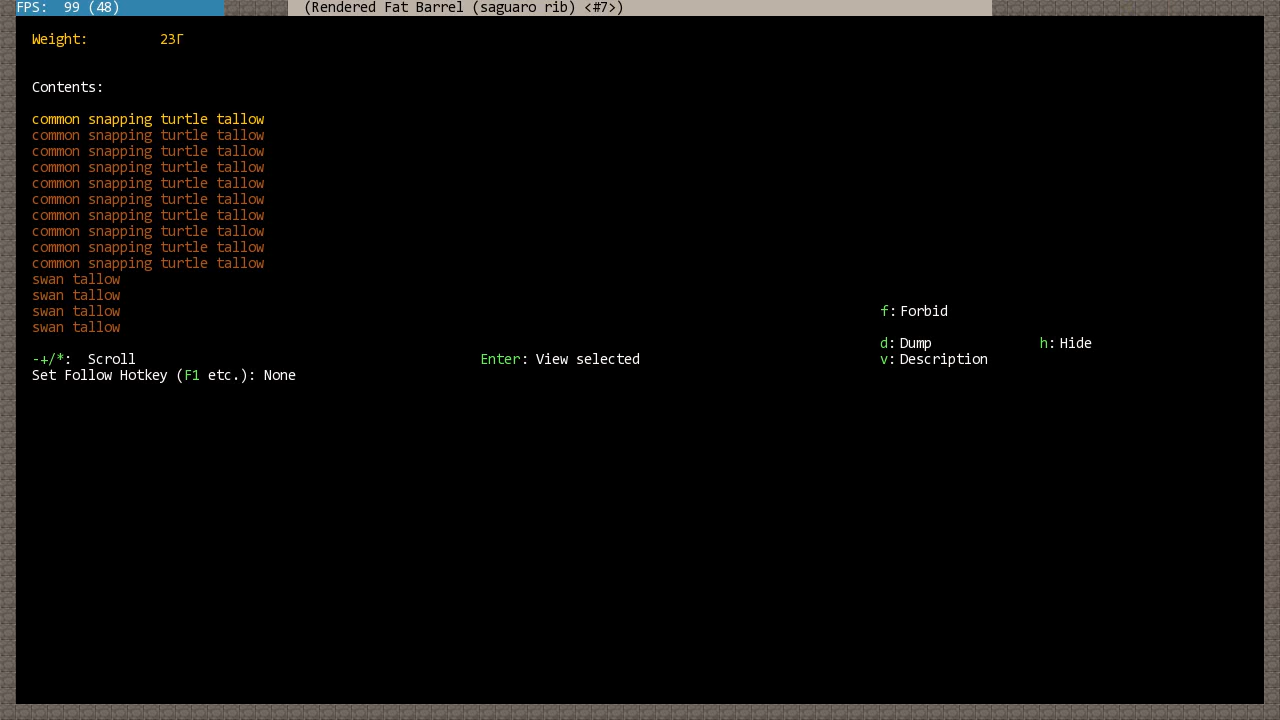 FPS:  99 (48)
(Rendered Fat Barrel (saguaro rib) <#7>)
Weight: 23Γ
Contents:
common snapping turtle tallow
common snapping turtle tallow
common snapping turtle tallow
common snapping turtle tallow
common snapping turtle tallow
common snapping turtle tallow
common snapping turtle tallow
common snapping turtle tallow
common snapping turtle tallow
common snapping turtle tallow
swan tallow
swan tallow
swan tallow
swan tallow
f: Forbid
d: Dump h: Hide
-+/*:  Scroll Enter: View selected v: Description
Set Follow Hotkey (F1 etc.): None